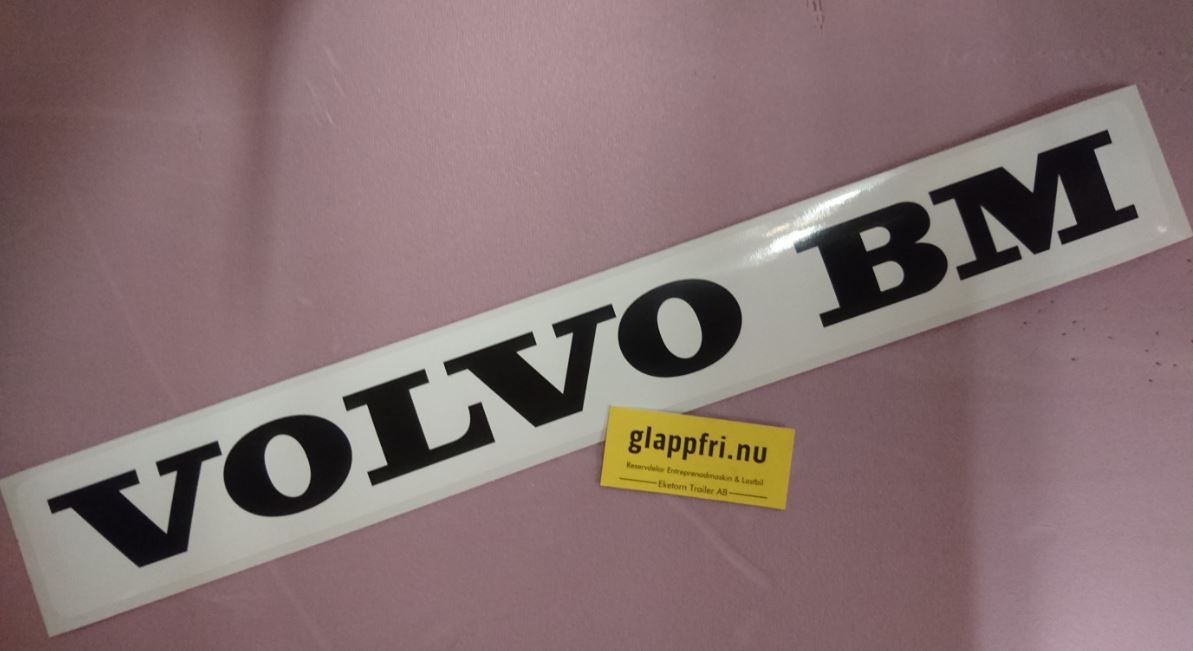 VOLVO BM
glappfri.nu
Reservdelar Entreprenadmaskin & Lastbil
Eketorn Trailer AB